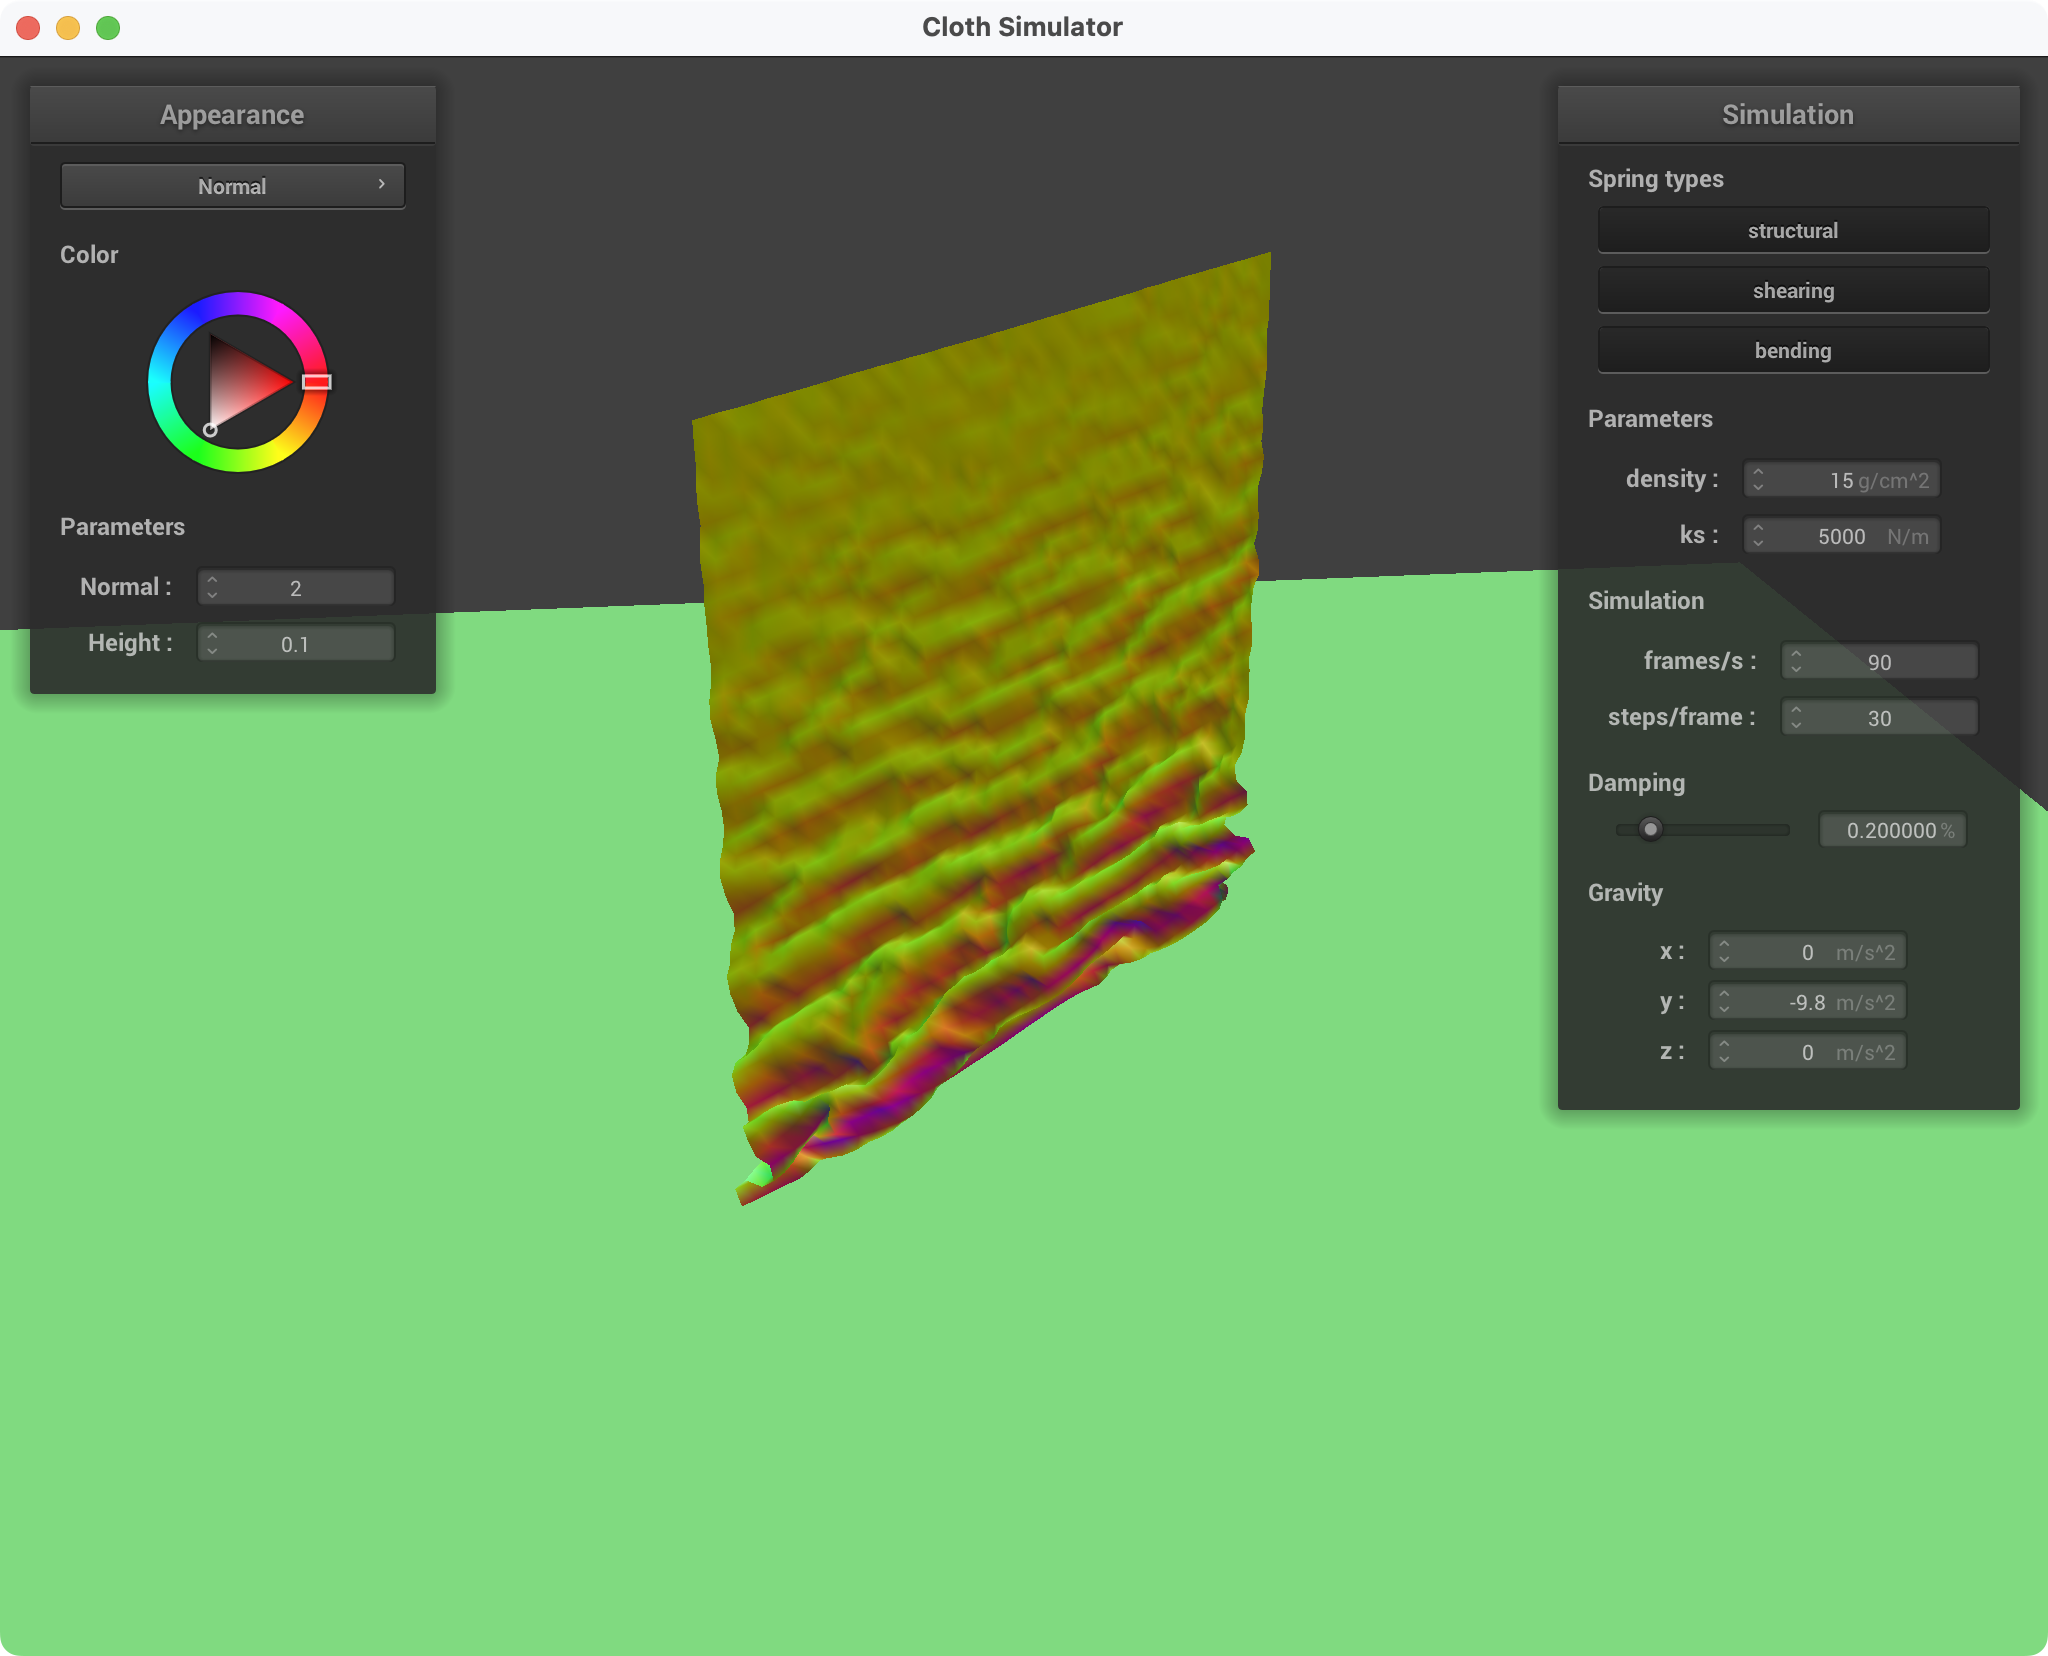 Cloth Simulator
Appearance
Normal
Color
Parameters
Normal : 2
Height : 0.1
Simulation
Spring types
structural
shearing
bending
Parameters
density : 15 g/cm^2
ks : 5000 N/m
Simulation
frames/s : 90
steps/frame : 30
Damping
0.200000 %
Gravity
x : 0 m/s^2
y : -9.8 m/s^2
z : 0 m/s^2